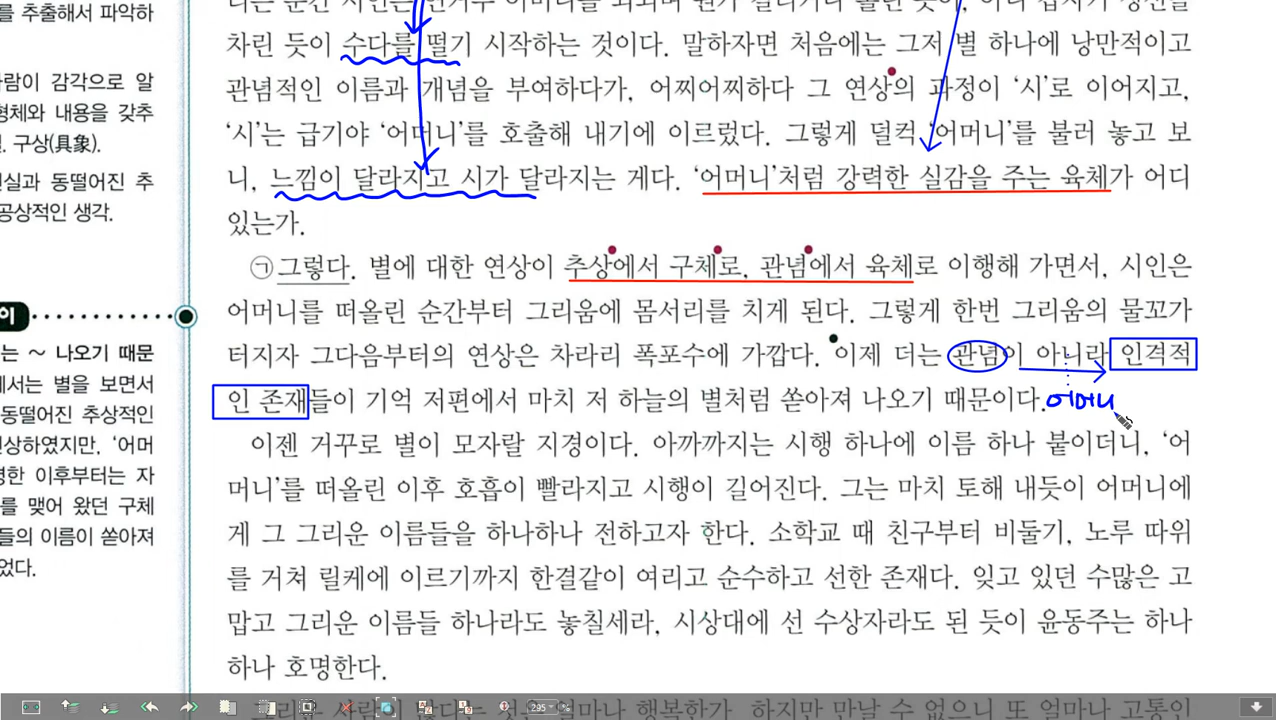 를 추출해서 파악하
사람이 감각으로 알
형체와 내용을 갖추
구상(具象).
현실과 동떨어진 추
공상적인 생각.
이
는 ~ 나오기 때문
에서는 별을 보면서
동떨어진 추상적인
연상하였지만, ‘어머
이후부터는 자
를 맺어 왔던 구체
들의 이름이 쏟아져
었다.
차린 듯이 수다를 떨기 시작하는 것이다. 말하자면 처음에는 그저 별 하나에 낭만적이고
관념적인 이름과 개념을 부여하다가, 어찌어찌하다 그 연상의 과정이 ‘시’로 이어지고,
‘시’는 급기야 ‘어머니’를 호출해 내기에 이르렀다. 그렇게 덜컥 ‘어머니’를 불러 놓고 보
니, 느낌이 달라지고 시가 달라지는 게다. ‘어머니’처럼 강력한 실감을 주는 육체가 어디
있는가.
㉠ 그렇다. 별에 대한 연상이 추상에서 구체로, 관념에서 육체로 이행해 가면서, 시인은
어머니를 떠올린 순간부터 그리움에 몸서리를 치게 된다. 그렇게 한번 그리움의 물꼬가
터지자 그다음부터의 연상은 차라리 폭포수에 가깝다. 이제 더는 관념이 아니라 인격적
인 존재들이 기억 저편에서 마치 저 하늘의 별처럼 쏟아져 나오기 때문이다. 어머니
이젠 거꾸로 별이 모자랄 지경이다. 아까까지는 시행 하나에 이름 하나 붙이더니, ‘어
머니’를 떠올린 이후 호흡이 빨라지고 시행이 길어진다. 그는 마치 토해 내듯이 어머니에
게 그 그리운 이름들을 하나하나 전하고자 한다. 소학교 때 친구부터 비둘기, 노루 따위
를 거쳐 릴케에 이르기까지 한결같이 여리고 순수하고 선한 존재다. 잊고 있던 수많은 고
맙고 그리운 이름들 하나라도 놓칠세라, 시상대에 선 수상자라도 된 듯이 윤동주는 하나
하나 호명한다.
295 %